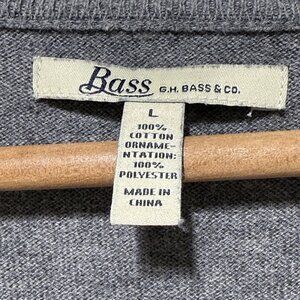 Bass G.H. BASS & CO.
L
100%
COTTON
ORNAME-
NTATION:
100%
POLYESTER
MADE IN
CHINA